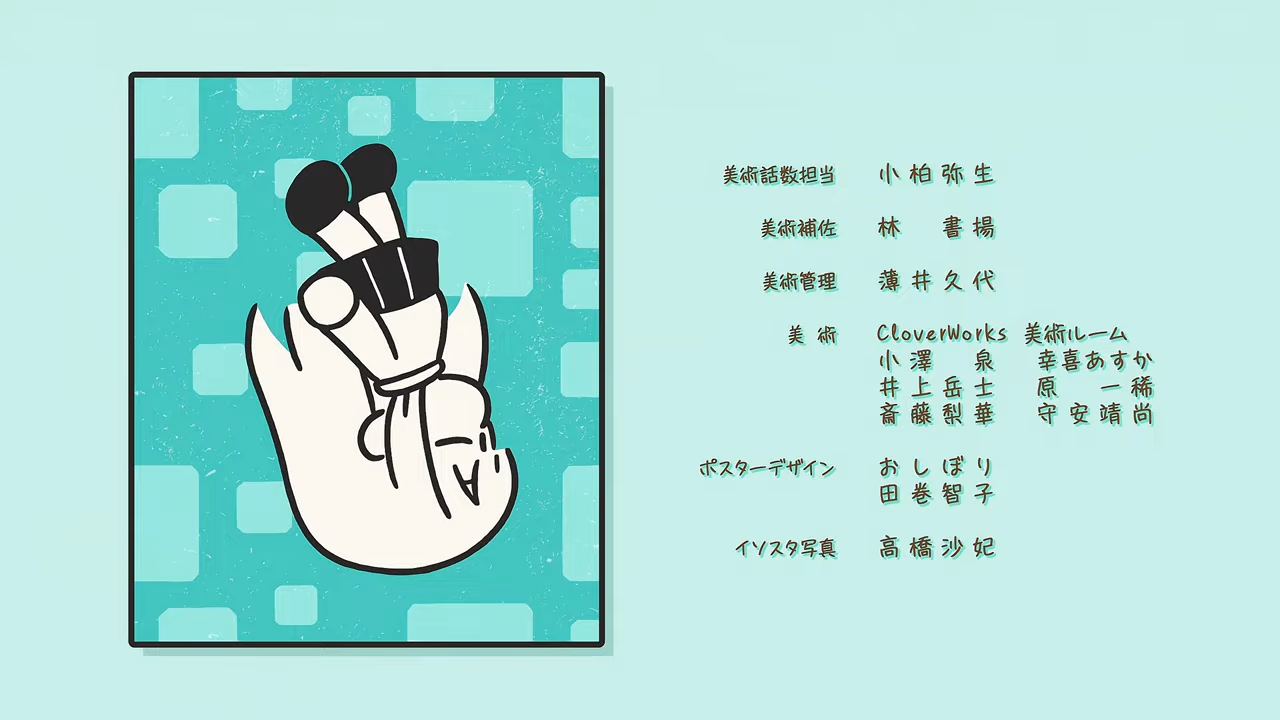 美術話数担当 小柏弥生
美術補佐 林 書揚
美術管理 薄井久代
美術 CloverWorks 美術ルーム
小澤 泉 幸喜あすか
井上岳士 原 一稀
斎藤梨華 守安靖尚
ポスターデザイン おしぼり
田巻智子
イソスタ写真 高橋沙妃